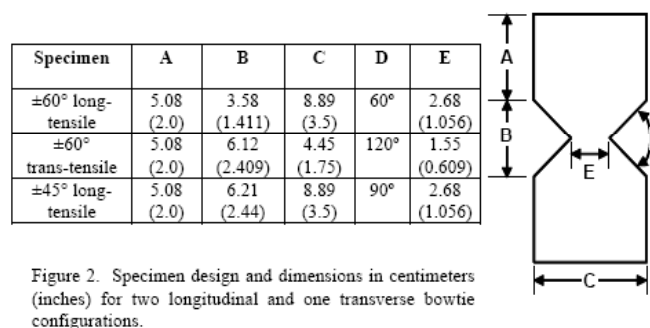 Specimen A B C D E
±60° long- 5.08 3.58 8.89 60° 2.68
tensile (2.0) (1.411) (3.5) (1.056)
±60° 5.08 6.12 4.45 120° 1.55
trans-tensile (2.0) (2.409) (1.75) (0.609)
±45° long- 5.08 6.21 8.89 90° 2.68
tensile (2.0) (2.44) (3.5) (1.056)
A
B
E
C
Figure 2. Specimen design and dimensions in centimeters
(inches) for two longitudinal and one transverse bowtie
configurations.